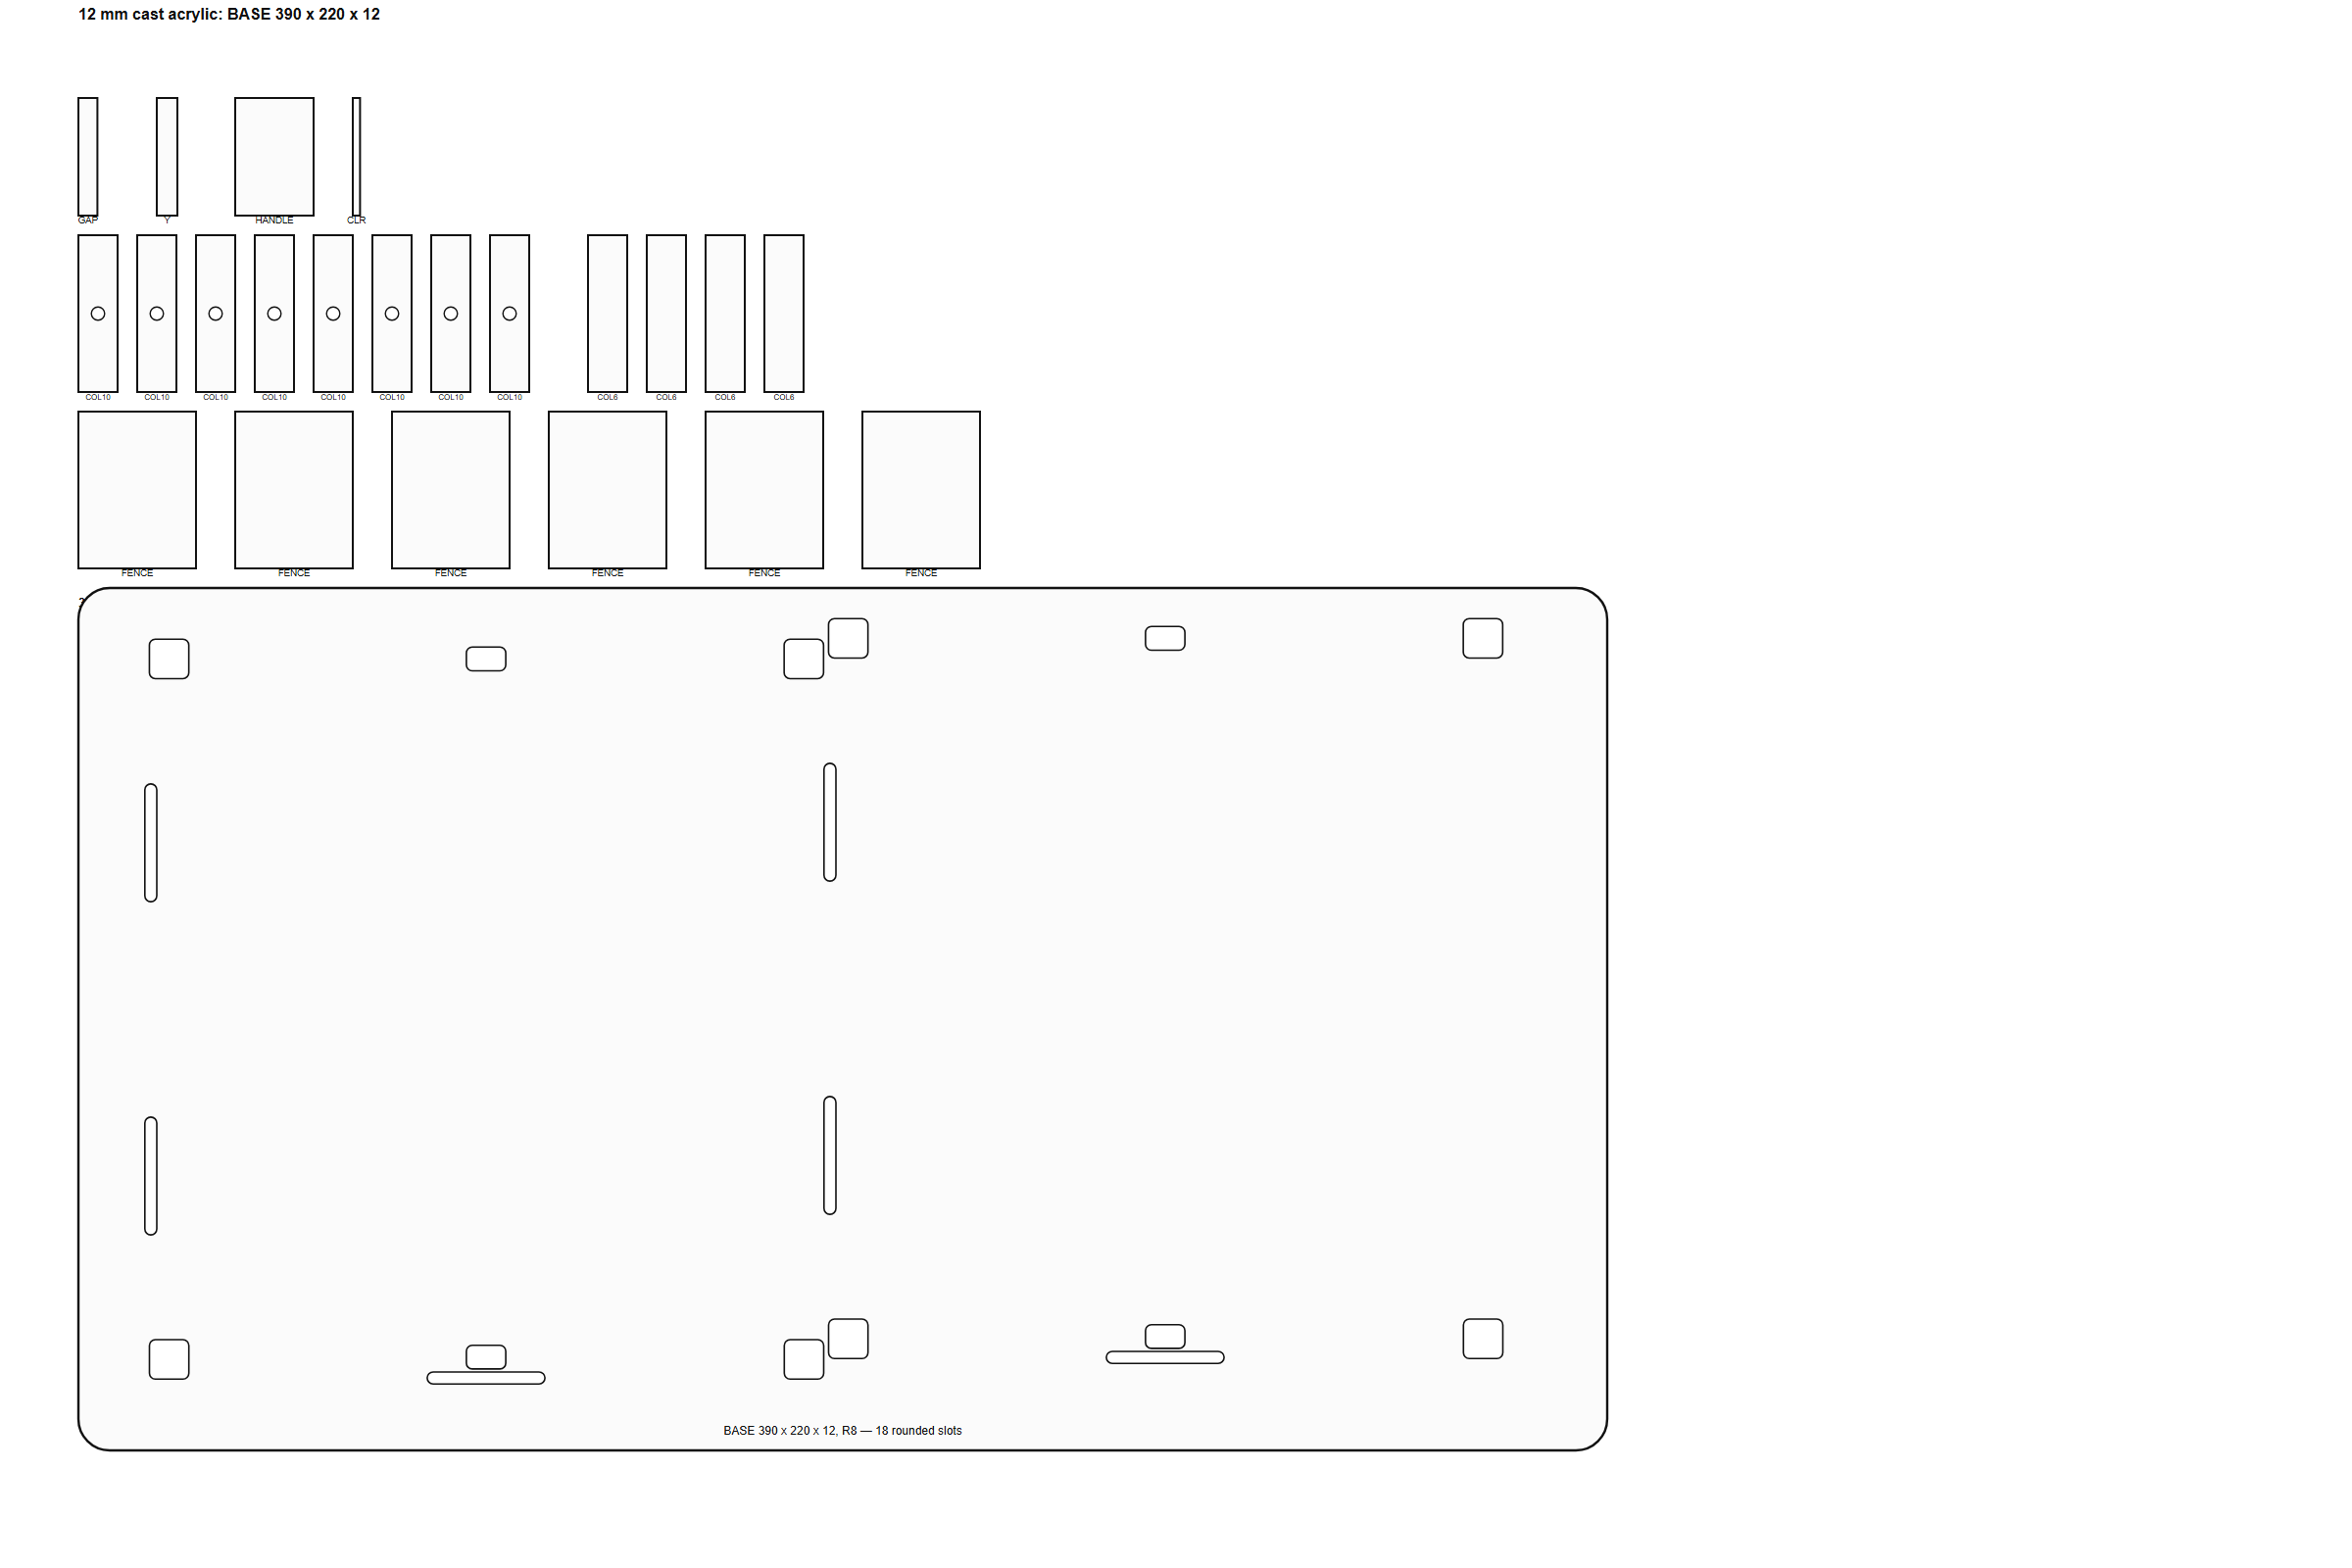 12 mm cast acrylic: BASE 390 x 220 x 12
GAP Y HANDLE CLR
COL10 COL10 COL10 COL10 COL10 COL10 COL10 COL10 COL6 COL6 COL6 COL6
FENCE FENCE FENCE FENCE FENCE FENCE
BASE 390 x 220 x 12, R8 — 18 rounded slots